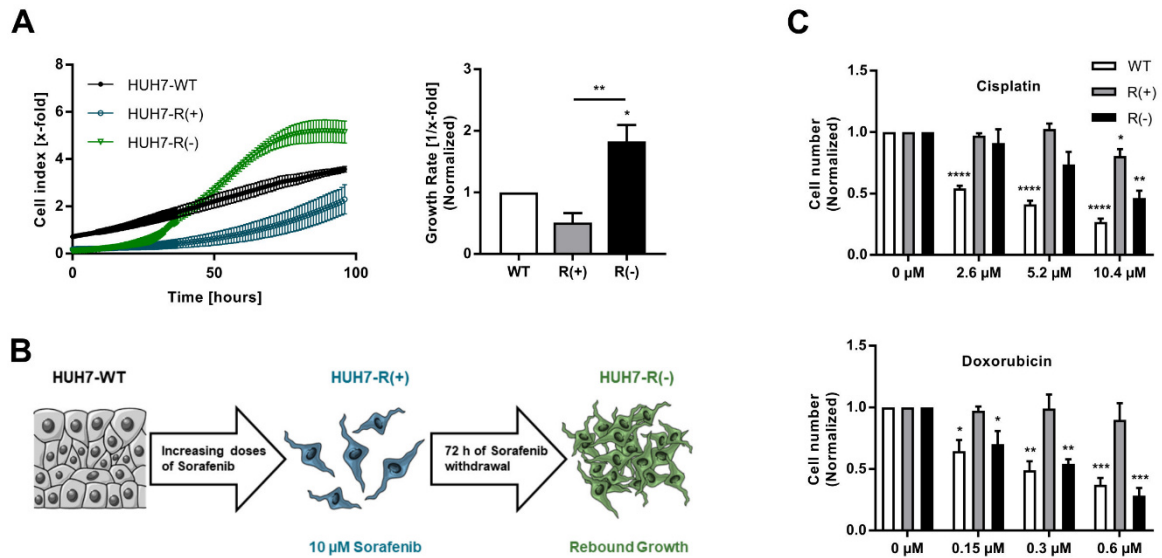 A
Cell index [x-fold]
8
6
4
2
0
HUH7-WT
HUH7-R(+)
HUH7-R(-)
0
50
100
Time [hours]
Growth Rate [1/x-fold]
(Normalized)
3
2
1
0
**
*
WT
R(+)
R(-)
B
HUH7-WT
Increasing doses
of Sorafenib
HUH7-R(+)
10 µM Sorafenib
72 h of Sorafenib
withdrawal
HUH7-R(-)
Rebound Growth
C
WT
R(+)
R(-)
Cisplatin
Cell number
(Normalized)
1.5
1.0
0.5
0.0
****
****
****
*
**
0 µM
2.6 µM
5.2 µM
10.4 µM
Doxorubicin
Cell number
(Normalized)
1.5
1.0
0.5
0.0
*
*
**
**
***
***
0 µM
0.15 µM
0.3 µM
0.6 µM